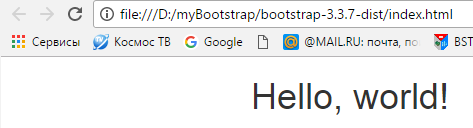 file:///D:/myBootstrap/bootstrap-3.3.7-dist/index.html
Сервисы Космос ТВ Google @MAIL.RU: почта, по BST
Hello, world!